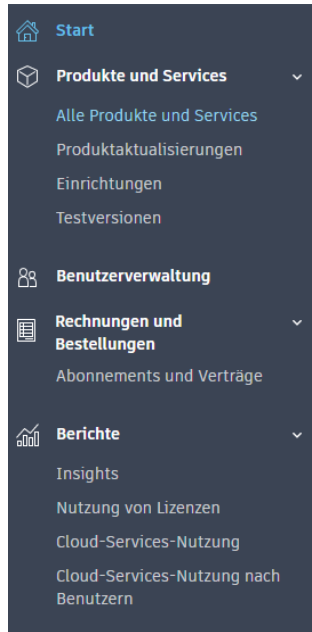 Start
Produkte und Services
Alle Produkte und Services
Produktaktualisierungen
Einrichtungen
Testversionen
Benutzerverwaltung
Rechnungen und
Bestellungen
Abonnements und Verträge
Berichte
Insights
Nutzung von Lizenzen
Cloud-Services-Nutzung
Cloud-Services-Nutzung nach
Benutzern